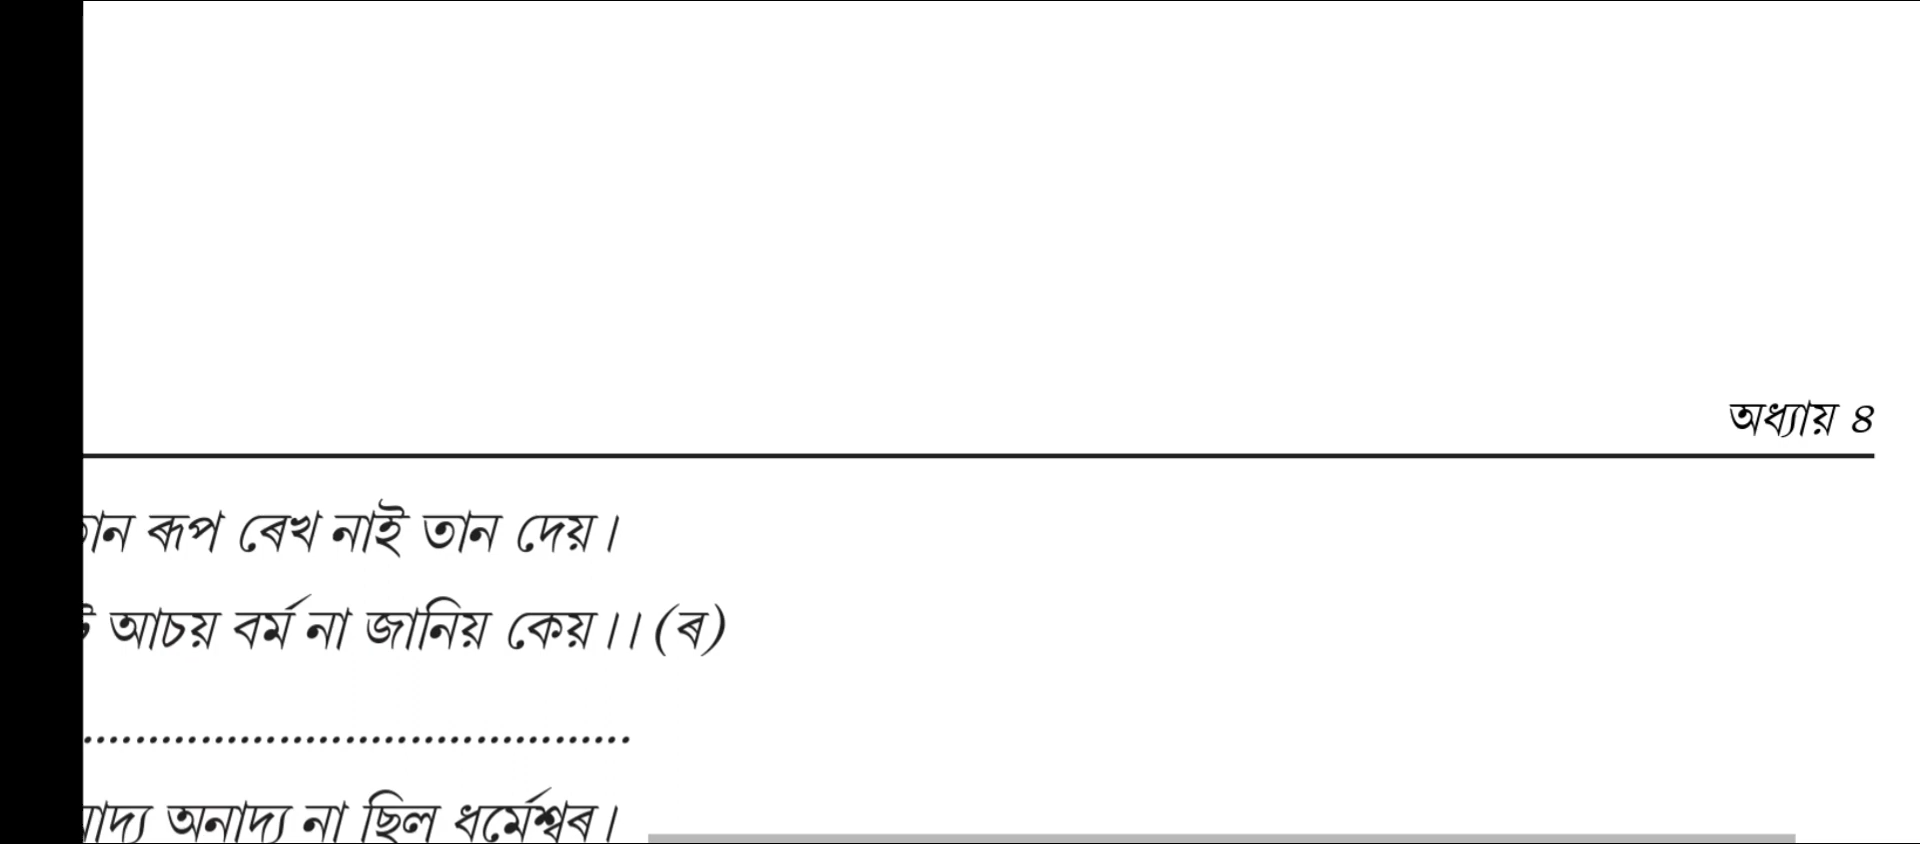 অধ্যায় ৪
ৰূপ ৰেখ নাই তান দেয়।
আচয় বৰ্ম না জানিয় কেয়।। (ৰ)
..........................................
অনাদ্য না ছিল ধৰ্মেশ্বৰ।